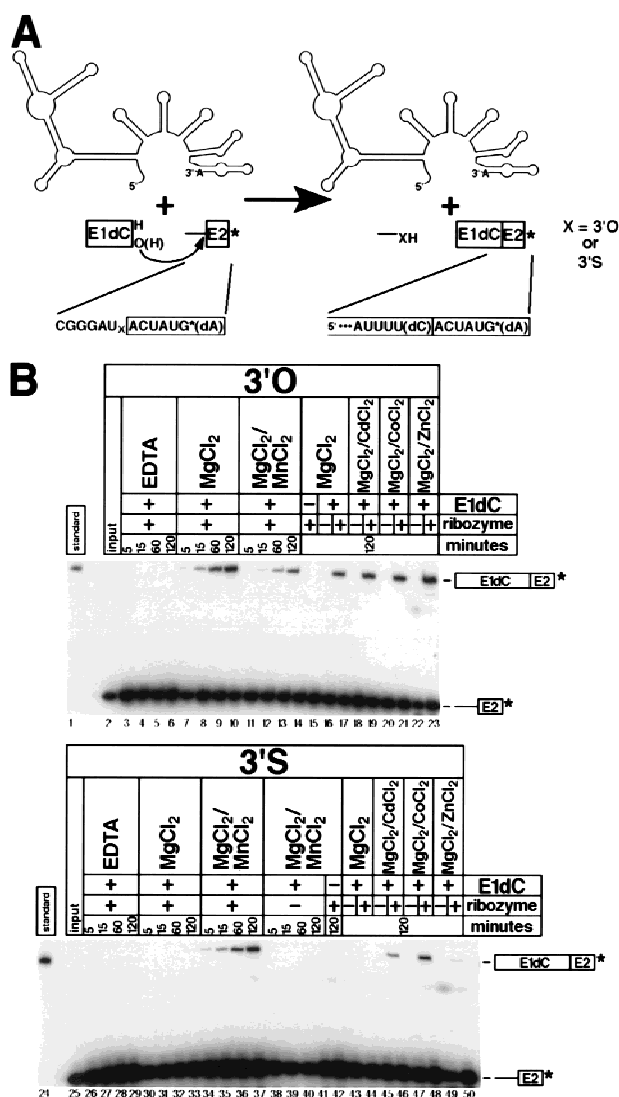 A
+
3'A
5'
+
3'A
5'
E1dC H
O(H)
E2*
XH
E1dC E2*
X = 3'O
or
3'S
CGGGAUX ACUAUG*(dA)
5' ···AUUUU(dC) ACUAUG*(dA)
B
3'O
EDTA
MgCl2
MgCl2/
MnCl2
MgCl2
MgCl2/CdCl2
MgCl2/CoCl2
MgCl2/ZnCl2
+ + + – + + + + E1dC
standard
input
+ + + + – + – + – + – + ribozyme
5 15 60 120 5 15 60 120 5 15 60 120 120 minutes
E1dC E2 *
E2 *
1 2 3 4 5 6 7 8 9 10 11 12 13 14 15 16 17 18 19 20 21 22 23
3'S
EDTA
MgCl2
MgCl2/
MnCl2
MgCl2/
MnCl2
MgCl2
MgCl2/CdCl2
MgCl2/CoCl2
MgCl2/ZnCl2
+ + + + – + + + + E1dC
standard
input
+ + + – + – + – + – + – + ribozyme
5 15 60 120 5 15 60 120 5 15 60 120 5 15 60 120 120 120 minutes
E1dC E2 *
E2 *
24 25 26 27 28 29 30 31 32 33 34 35 36 37 38 39 40 41 42 43 44 45 46 47 48 49 50